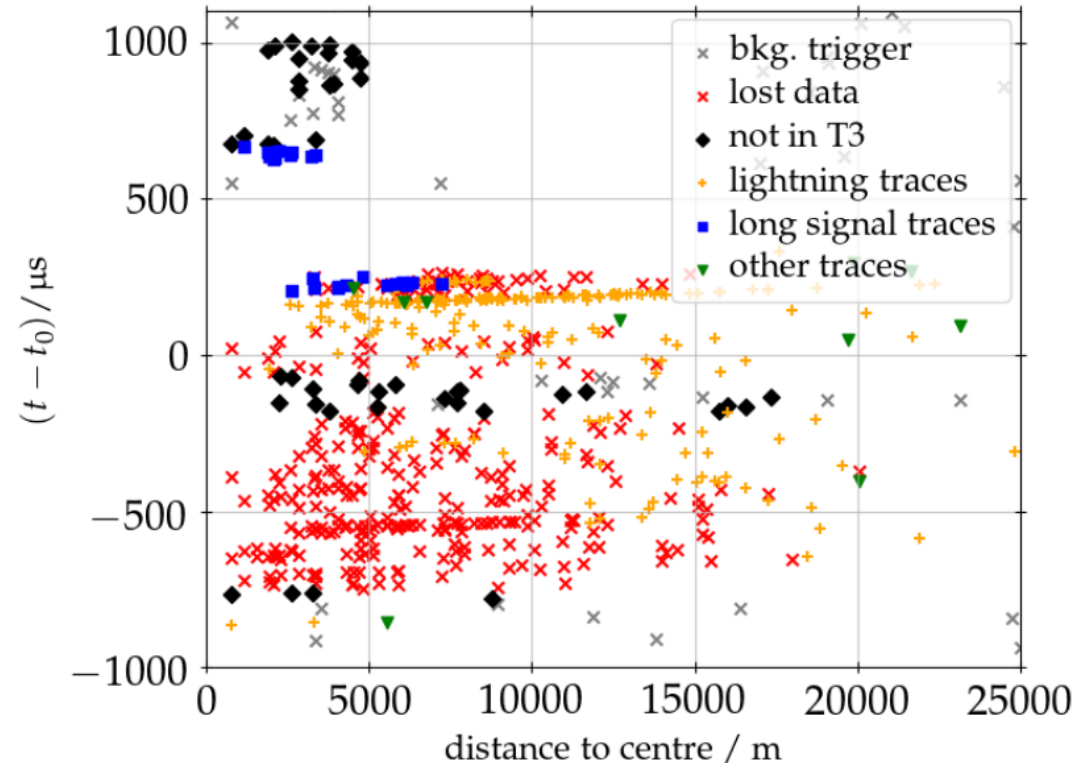 1000
500
0
−500
−1000
(t − t₀) / µs
bkg. trigger
lost data
not in T3
lightning traces
long signal traces
other traces
0 5000 10000 15000 20000 25000
distance to centre / m